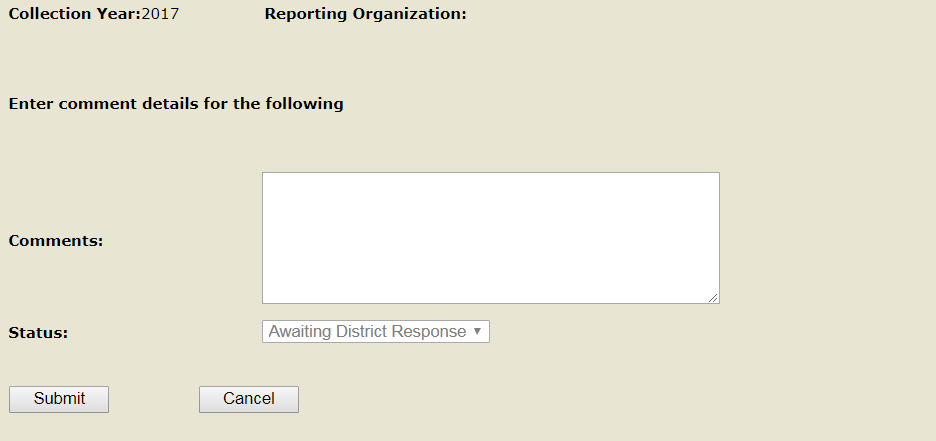 Collection Year:2017 Reporting Organization:
Enter comment details for the following
Comments:
Status: Awaiting District Response
Submit Cancel